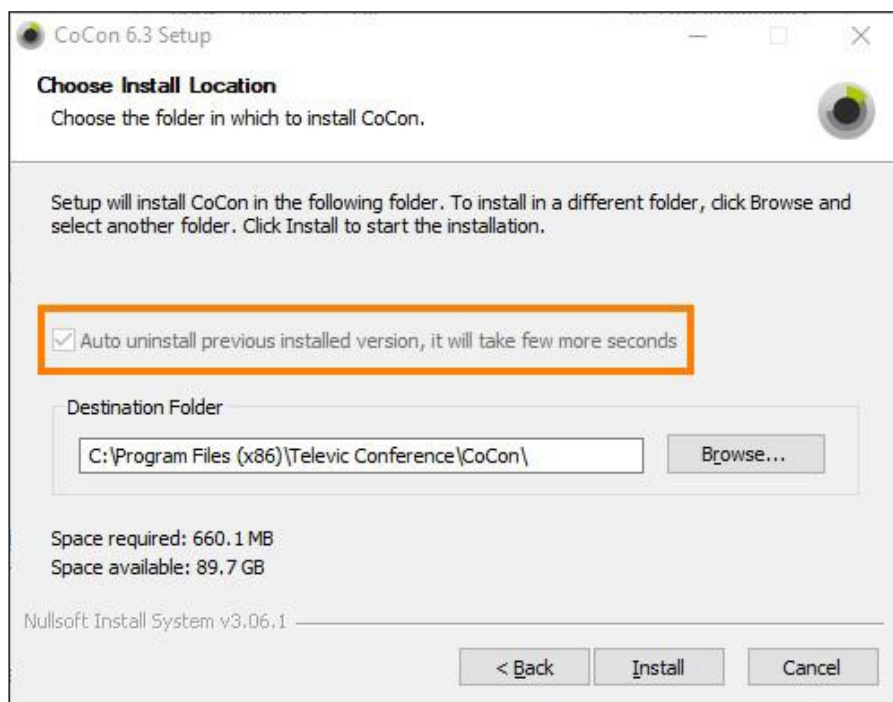 CoCon 6.3 Setup
Choose Install Location
Choose the folder in which to install CoCon.
Setup will install CoCon in the following folder. To install in a different folder, click Browse and
select another folder. Click Install to start the installation.
Auto uninstall previous installed version, it will take few more seconds
Destination Folder
C:\Program Files (x86)\Televic Conference\CoCon\
Browse...
Space required: 660.1 MB
Space available: 89.7 GB
Nullsoft Install System v3.06.1
< Back
Install
Cancel